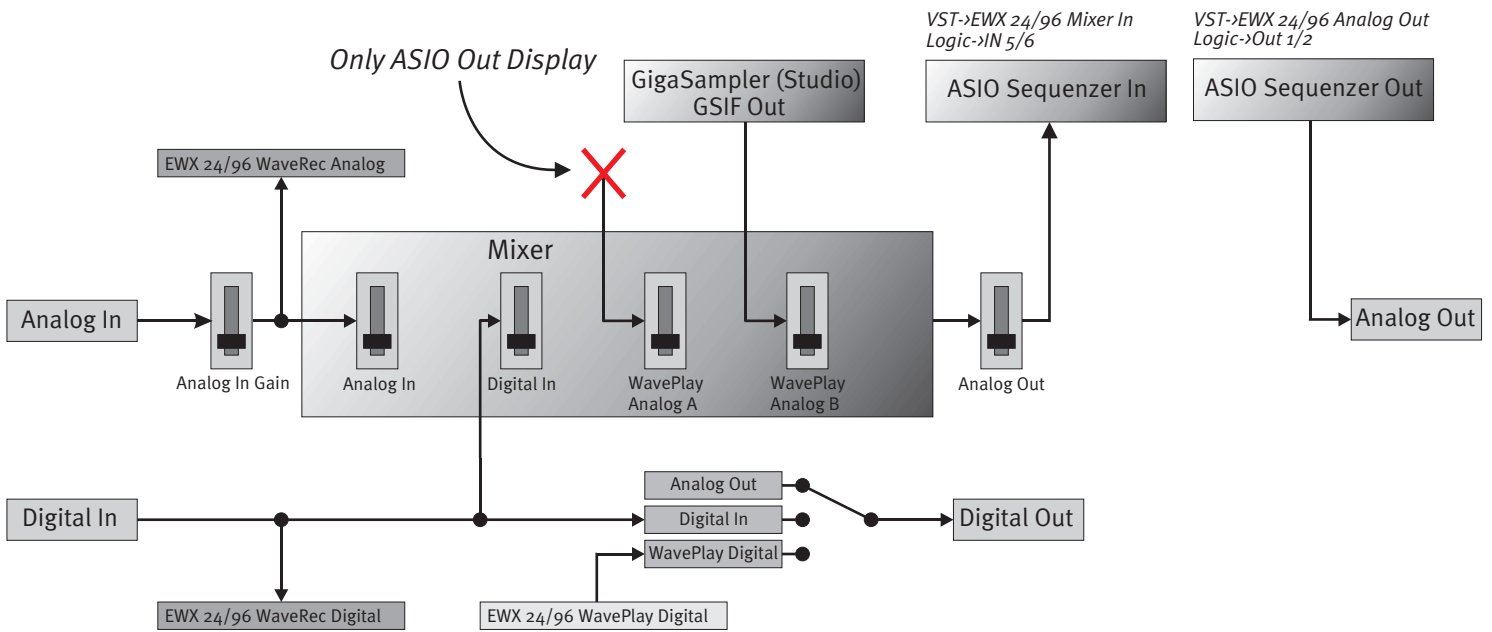 VST->EWX 24/96 Mixer In
Logic->IN 5/6
VST->EWX 24/96 Analog Out
Logic->Out 1/2
Only ASIO Out Display
GigaSampler (Studio)
GSIF Out
ASIO Sequenzer In
ASIO Sequenzer Out
EWX 24/96 WaveRec Analog
Mixer
Analog In
Analog Out
Analog In Gain
Analog In
Digital In
WavePlay
Analog A
WavePlay
Analog B
Analog Out
Analog Out
Digital In
Digital In
Digital Out
WavePlay Digital
EWX 24/96 WaveRec Digital
EWX 24/96 WavePlay Digital